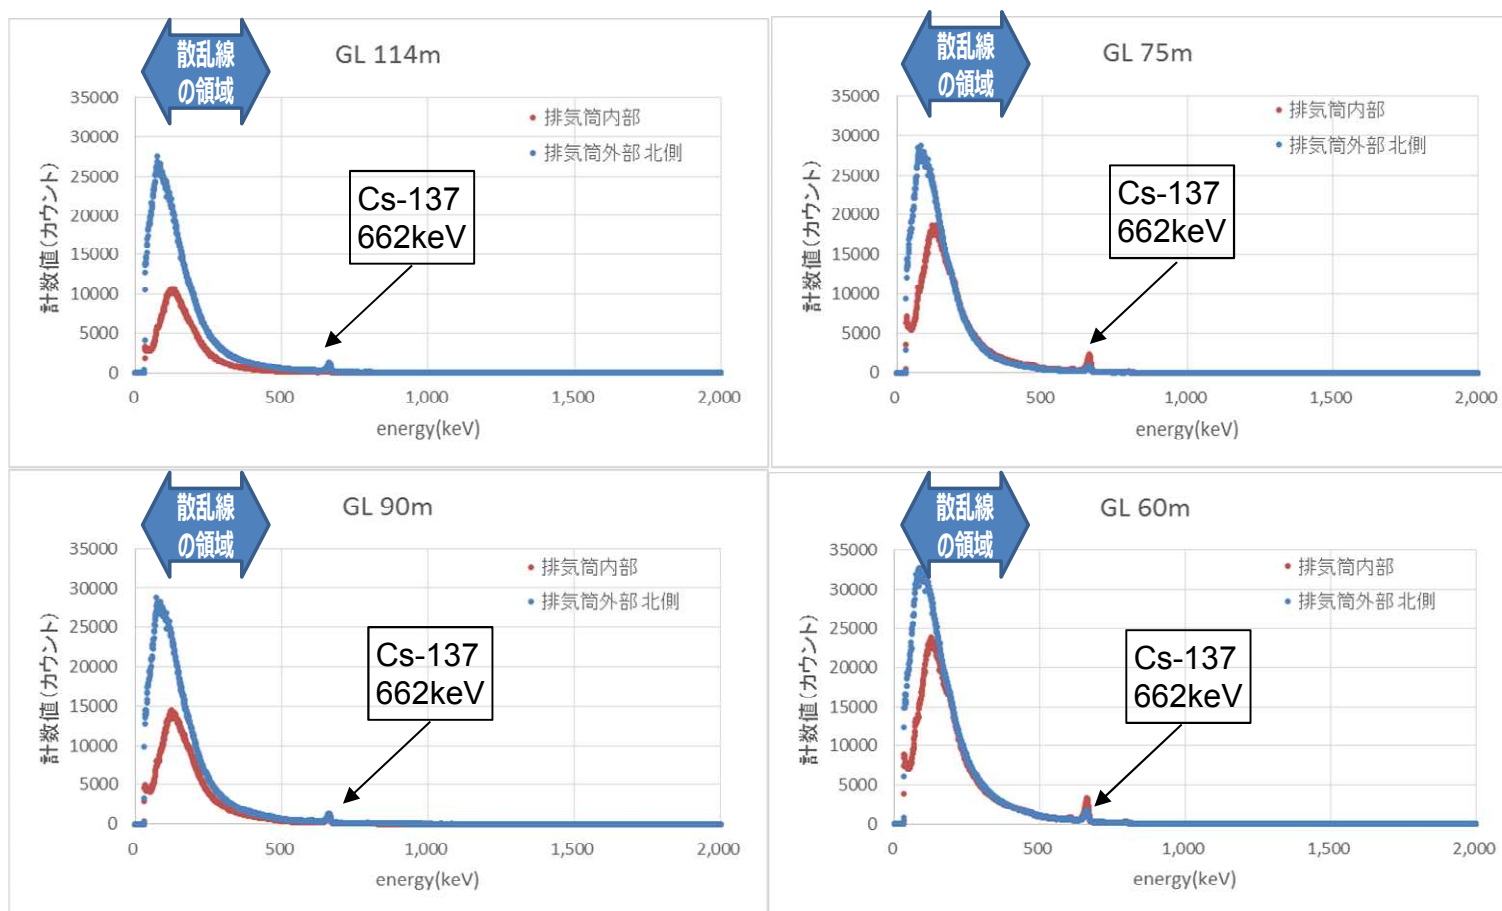 散乱線
の領域
GL 114m
35000
30000
25000
20000
15000
10000
5000
0
計数値(カウント)
排気筒内部
排気筒外部 北側
Cs-137
662keV
0
500
1,000
1,500
2,000
energy(keV)
散乱線
の領域
GL 75m
35000
30000
25000
20000
15000
10000
5000
0
計数値(カウント)
排気筒内部
排気筒外部 北側
Cs-137
662keV
0
500
1,000
1,500
2,000
energy(keV)
散乱線
の領域
GL 90m
35000
30000
25000
20000
15000
10000
5000
0
計数値(カウント)
排気筒内部
排気筒外部 北側
Cs-137
662keV
0
500
1,000
1,500
2,000
energy(keV)
散乱線
の領域
GL 60m
35000
30000
25000
20000
15000
10000
5000
0
計数値(カウント)
排気筒内部
排気筒外部 北側
Cs-137
662keV
0
500
1,000
1,500
2,000
energy(keV)